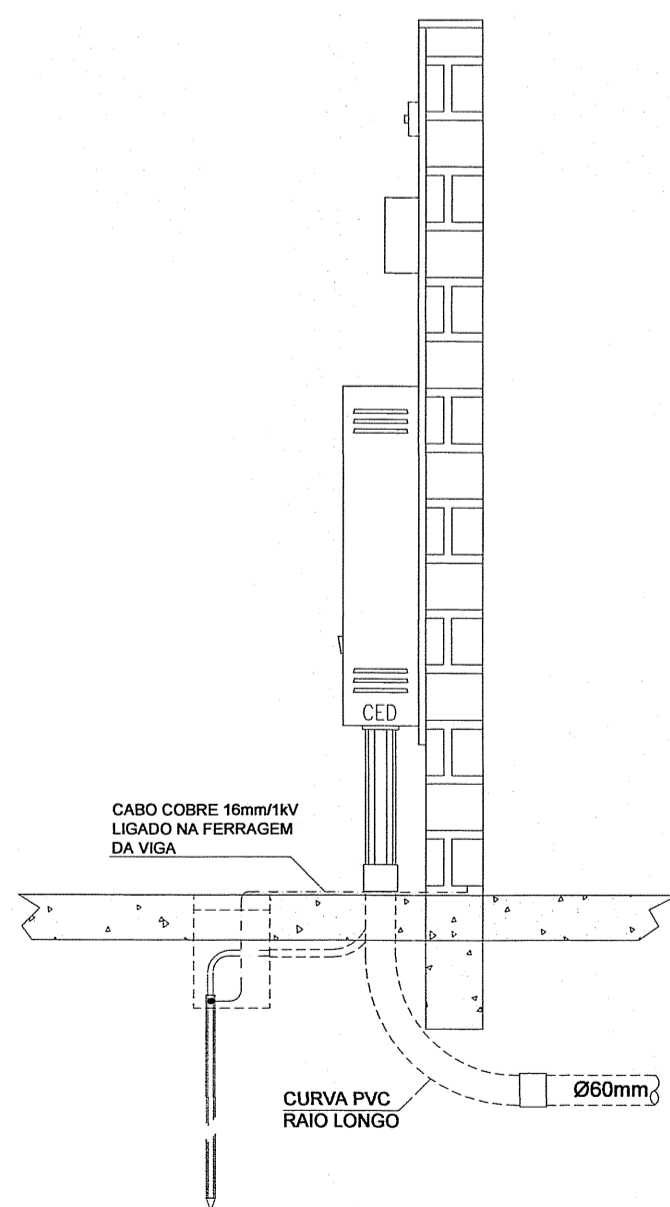 CED
CABO COBRE 16mm/1kV
LIGADO NA FERRAGEM
DA VIGA
CURVA PVC
RAIO LONGO
Ø60mm